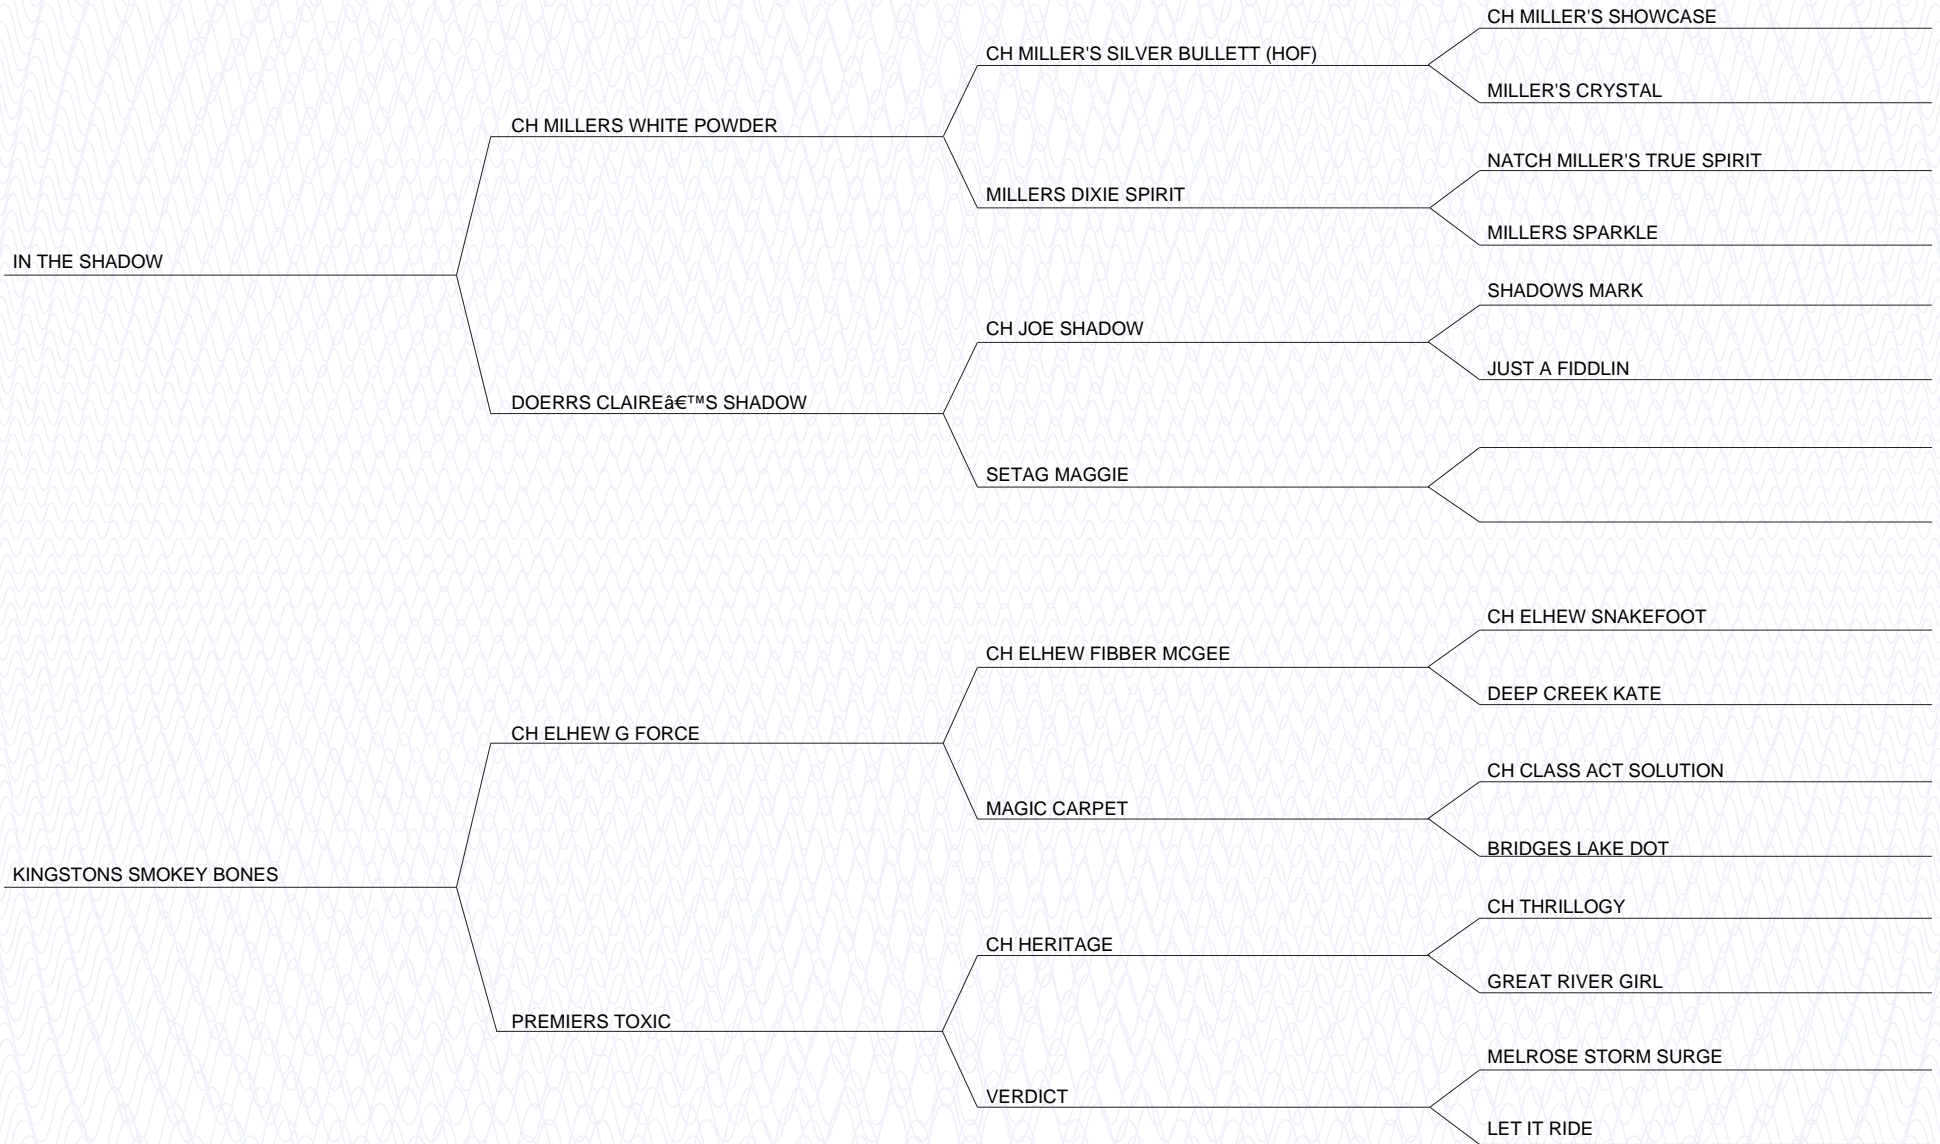 CH MILLER'S SHOWCASE
CH MILLER'S SILVER BULLETT (HOF)
MILLER'S CRYSTAL
CH MILLERS WHITE POWDER
NATCH MILLER'S TRUE SPIRIT
MILLERS DIXIE SPIRIT
MILLERS SPARKLE
IN THE SHADOW
SHADOWS MARK
CH JOE SHADOW
JUST A FIDDLIN
DOERRS CLAIREâ€™S SHADOW
SETAG MAGGIE
CH ELHEW SNAKEFOOT
CH ELHEW FIBBER MCGEE
DEEP CREEK KATE
CH ELHEW G FORCE
CH CLASS ACT SOLUTION
MAGIC CARPET
BRIDGES LAKE DOT
KINGSTONS SMOKEY BONES
CH THRILLOGY
CH HERITAGE
GREAT RIVER GIRL
PREMIERS TOXIC
MELROSE STORM SURGE
VERDICT
LET IT RIDE